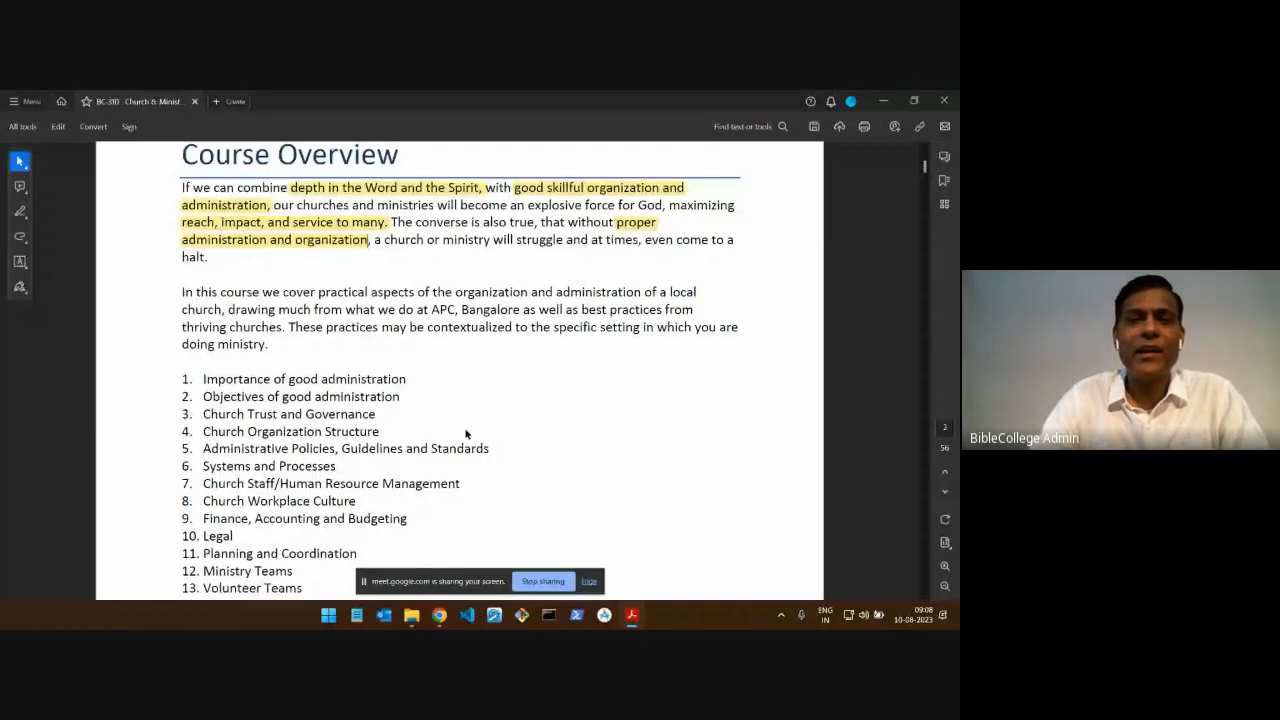 Menu
BC-310 . Church & Minist...
Create
All tools
Edit
Convert
Sign
Find text or tools
Course Overview
If we can combine depth in the Word and the Spirit, with good skillful organization and
administration, our churches and ministries will become an explosive force for God, maximizing
reach, impact, and service to many. The converse is also true, that without proper
administration and organization, a church or ministry will struggle and at times, even come to a
halt.
In this course we cover practical aspects of the organization and administration of a local
church, drawing much from what we do at APC, Bangalore as well as best practices from
thriving churches. These practices may be contextualized to the specific setting in which you are
doing ministry.
1. Importance of good administration
2. Objectives of good administration
3. Church Trust and Governance
4. Church Organization Structure
5. Administrative Policies, Guidelines and Standards
6. Systems and Processes
7. Church Staff/Human Resource Management
8. Church Workplace Culture
9. Finance, Accounting and Budgeting
10. Legal
11. Planning and Coordination
12. Ministry Teams
13. Volunteer Teams
2
56
meet.google.com is sharing your screen.
Stop sharing
Hide
ENG
IN
09:08
10-08-2023
BibleCollege Admin